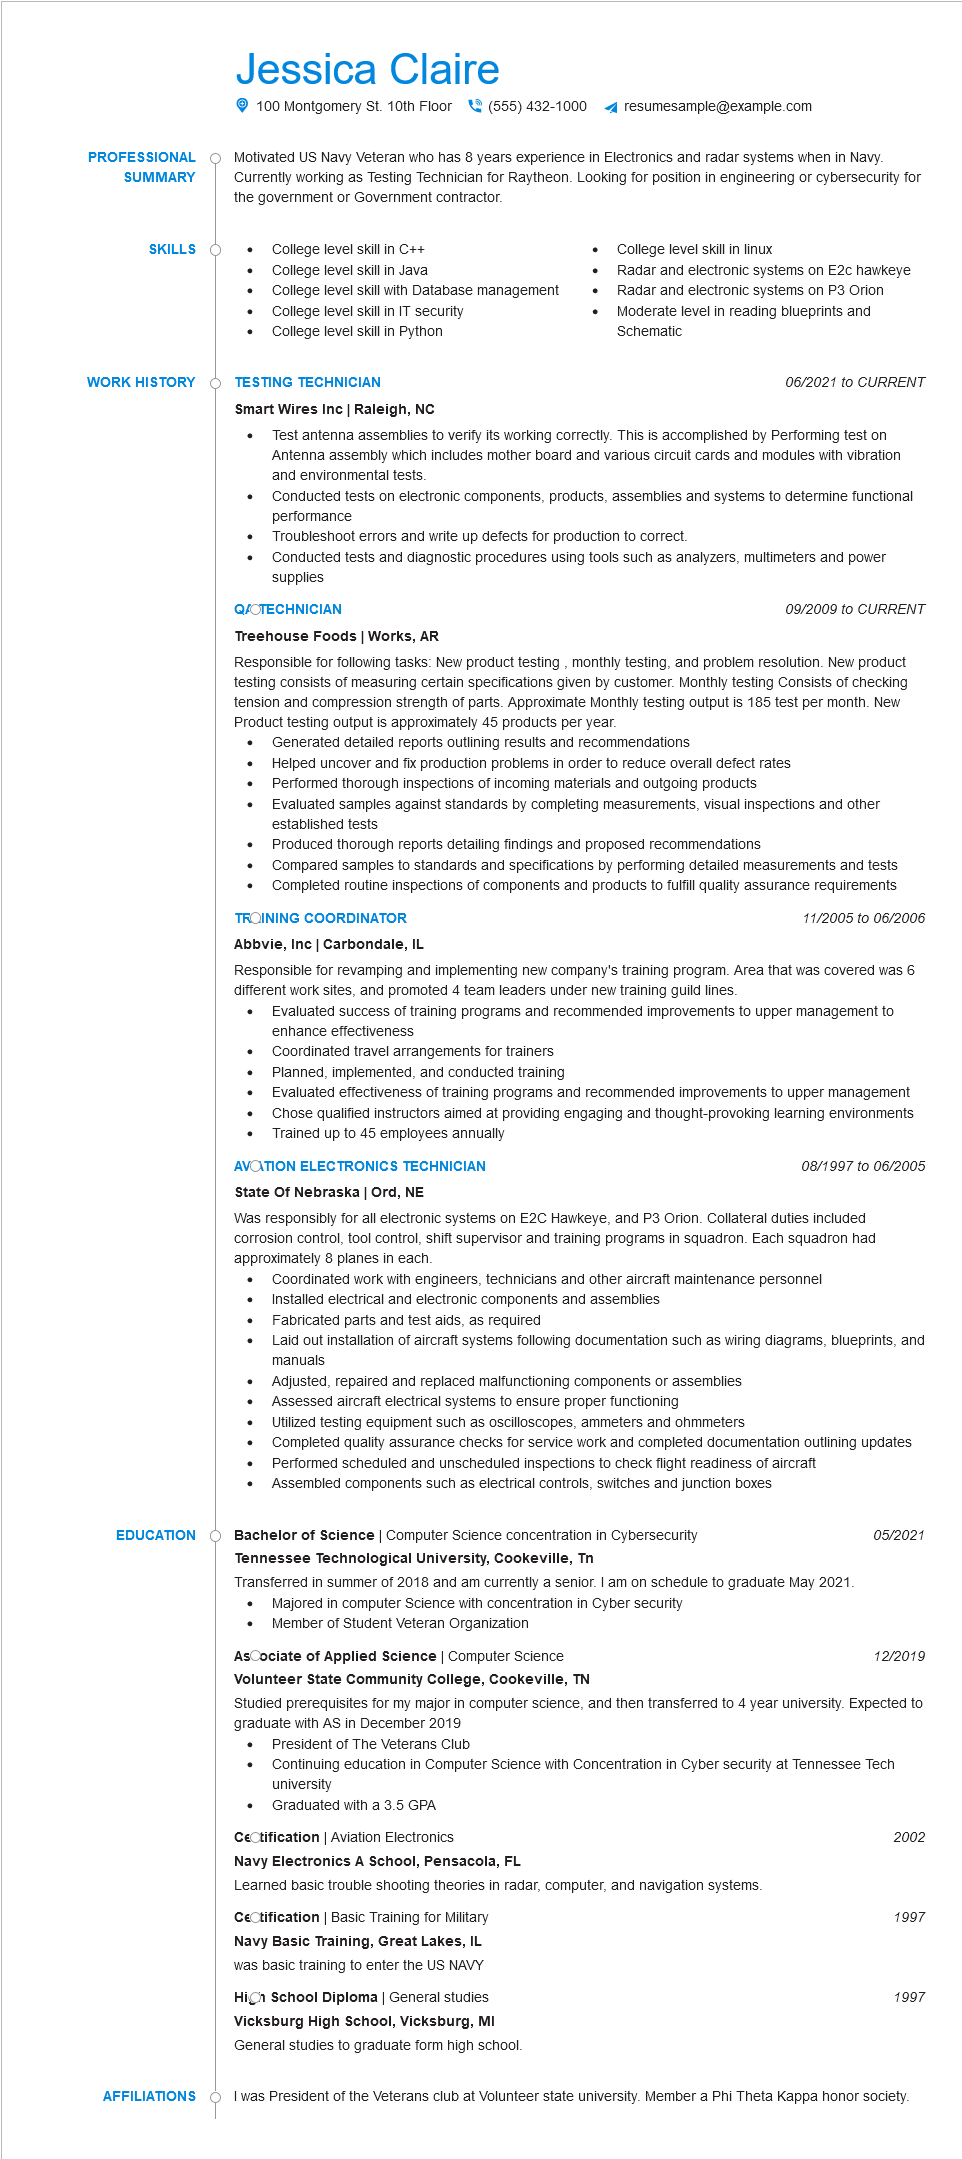 Jessica Claire
100 Montgomery St. 10th Floor (555) 432-1000 resumesample@example.com
PROFESSIONAL SUMMARY
Motivated US Navy Veteran who has 8 years experience in Electronics and radar systems when in Navy.
Currently working as Testing Technician for Raytheon. Looking for position in engineering or cybersecurity for
the government or Government contractor.
SKILLS
College level skill in C++
College level skill in Java
College level skill with Database management
College level skill in IT security
College level skill in Python
College level skill in linux
Radar and electronic systems on E2c hawkeye
Radar and electronic systems on P3 Orion
Moderate level in reading blueprints and
Schematic
WORK HISTORY
TESTING TECHNICIAN 06/2021 to CURRENT
Smart Wires Inc | Raleigh, NC
Test antenna assemblies to verify its working correctly. This is accomplished by Performing test on
Antenna assembly which includes mother board and various circuit cards and modules with vibration
and environmental tests.
Conducted tests on electronic components, products, assemblies and systems to determine functional
performance
Troubleshoot errors and write up defects for production to correct.
Conducted tests and diagnostic procedures using tools such as analyzers, multimeters and power
supplies
QA TECHNICIAN 09/2009 to CURRENT
Treehouse Foods | Works, AR
Responsible for following tasks: New product testing , monthly testing, and problem resolution. New product
testing consists of measuring certain specifications given by customer. Monthly testing Consists of checking
tension and compression strength of parts. Approximate Monthly testing output is 185 test per month. New
Product testing output is approximately 45 products per year.
Generated detailed reports outlining results and recommendations
Helped uncover and fix production problems in order to reduce overall defect rates
Performed thorough inspections of incoming materials and outgoing products
Evaluated samples against standards by completing measurements, visual inspections and other
established tests
Produced thorough reports detailing findings and proposed recommendations
Compared samples to standards and specifications by performing detailed measurements and tests
Completed routine inspections of components and products to fulfill quality assurance requirements
TRAINING COORDINATOR 11/2005 to 06/2006
Abbvie, Inc | Carbondale, IL
Responsible for revamping and implementing new company's training program. Area that was covered was 6
different work sites, and promoted 4 team leaders under new training guild lines.
Evaluated success of training programs and recommended improvements to upper management to
enhance effectiveness
Coordinated travel arrangements for trainers
Planned, implemented, and conducted training
Evaluated effectiveness of training programs and recommended improvements to upper management
Chose qualified instructors aimed at providing engaging and thought-provoking learning environments
Trained up to 45 employees annually
AVIATION ELECTRONICS TECHNICIAN 08/1997 to 06/2005
State Of Nebraska | Ord, NE
Was responsibly for all electronic systems on E2C Hawkeye, and P3 Orion. Collateral duties included
corrosion control, tool control, shift supervisor and training programs in squadron. Each squadron had
approximately 8 planes in each.
Coordinated work with engineers, technicians and other aircraft maintenance personnel
Installed electrical and electronic components and assemblies
Fabricated parts and test aids, as required
Laid out installation of aircraft systems following documentation such as wiring diagrams, blueprints, and
manuals
Adjusted, repaired and replaced malfunctioning components or assemblies
Assessed aircraft electrical systems to ensure proper functioning
Utilized testing equipment such as oscilloscopes, ammeters and ohmmeters
Completed quality assurance checks for service work and completed documentation outlining updates
Performed scheduled and unscheduled inspections to check flight readiness of aircraft
Assembled components such as electrical controls, switches and junction boxes
EDUCATION
Bachelor of Science | Computer Science concentration in Cybersecurity 05/2021
Tennessee Technological University, Cookeville, Tn
Transferred in summer of 2018 and am currently a senior. I am on schedule to graduate May 2021.
Majored in computer Science with concentration in Cyber security
Member of Student Veteran Organization
Associate of Applied Science | Computer Science 12/2019
Volunteer State Community College, Cookeville, TN
Studied prerequisites for my major in computer science, and then transferred to 4 year university. Expected to
graduate with AS in December 2019
President of The Veterans Club
Continuing education in Computer Science with Concentration in Cyber security at Tennessee Tech
university
Graduated with a 3.5 GPA
Certification | Aviation Electronics 2002
Navy Electronics A School, Pensacola, FL
Learned basic trouble shooting theories in radar, computer, and navigation systems.
Certification | Basic Training for Military 1997
Navy Basic Training, Great Lakes, IL
was basic training to enter the US NAVY
High School Diploma | General studies 1997
Vicksburg High School, Vicksburg, MI
General studies to graduate form high school.
AFFILIATIONS
I was President of the Veterans club at Volunteer state university. Member a Phi Theta Kappa honor society.